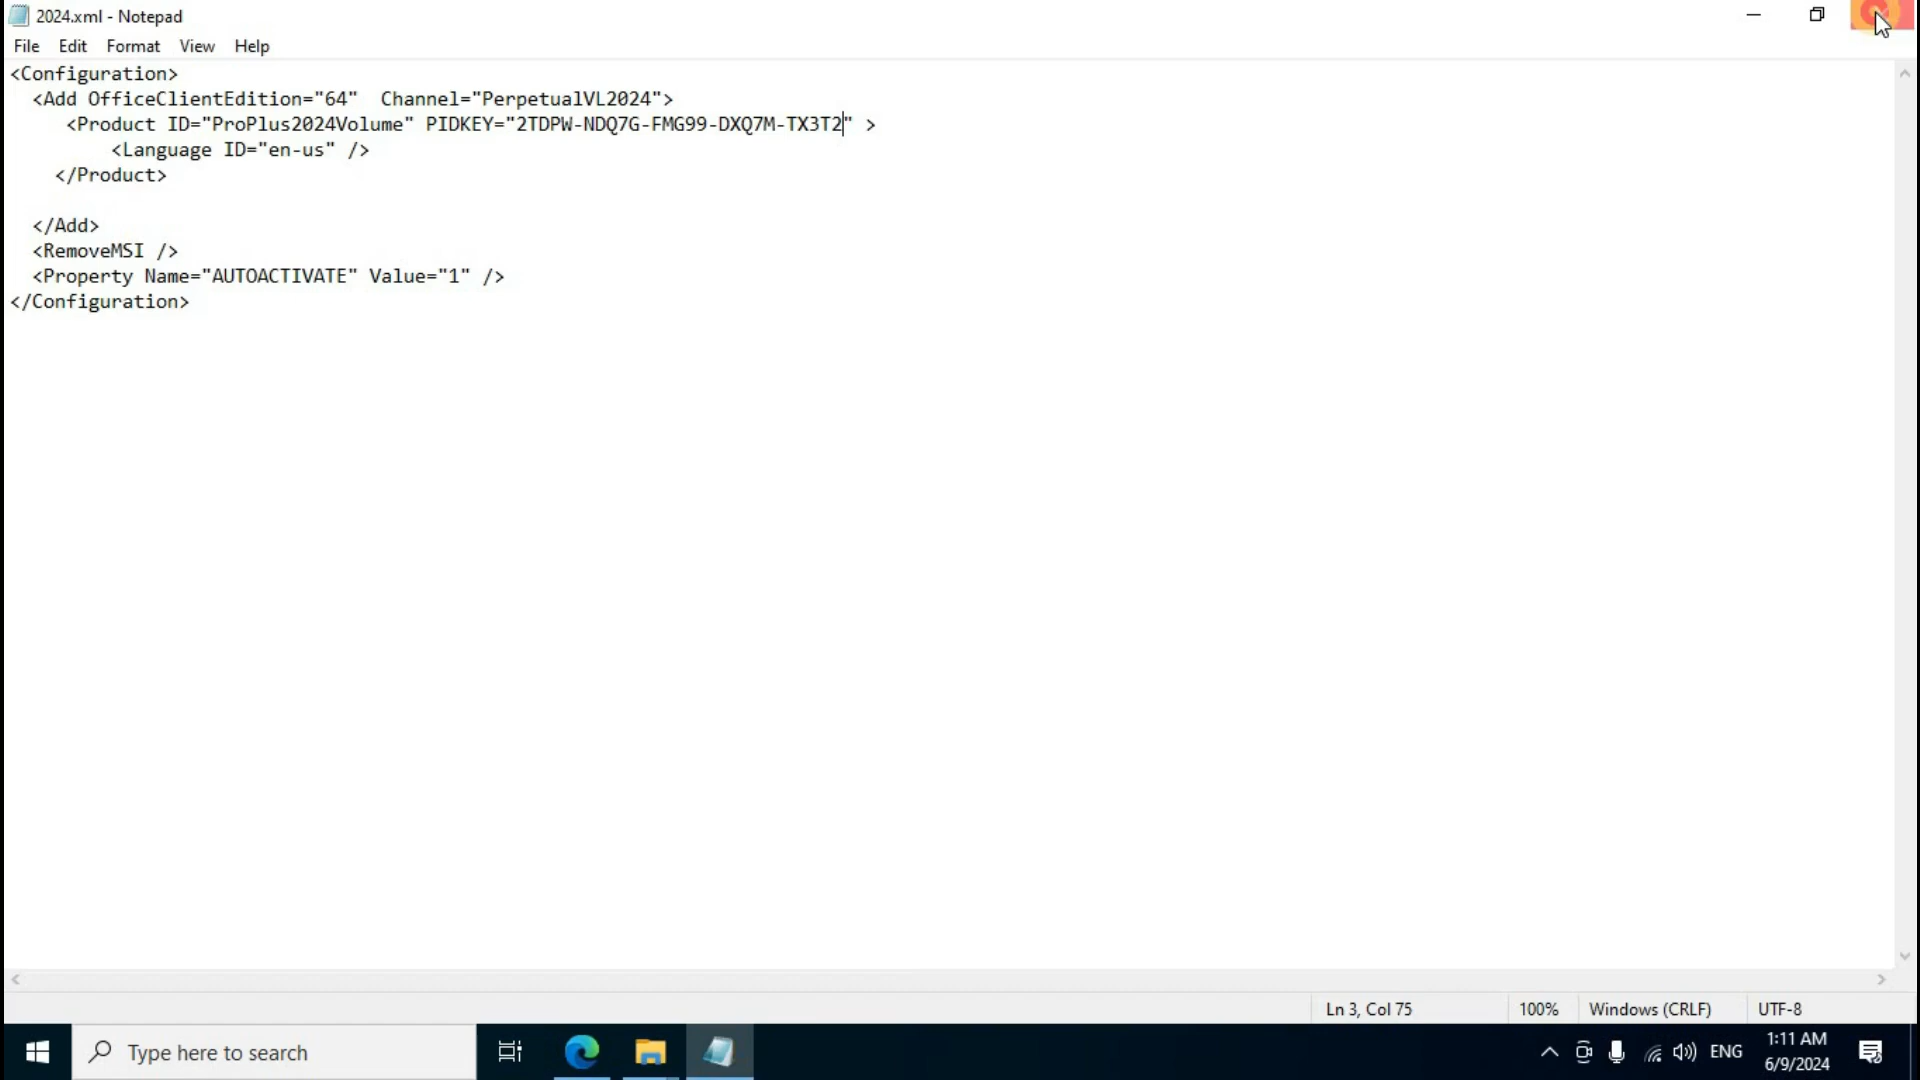 2024.xml - Notepad
File Edit Format View Help
<Configuration>
  <Add OfficeClientEdition="64"  Channel="PerpetualVL2024">
     <Product ID="ProPlus2024Volume" PIDKEY="2TDPW-NDQ7G-FMG99-DXQ7M-TX3T2" >
         <Language ID="en-us" />
    </Product>

  </Add>
  <RemoveMSI />
  <Property Name="AUTOACTIVATE" Value="1" />
</Configuration>
Ln 3, Col 75 100% Windows (CRLF) UTF-8
Type here to search
ENG
1:11 AM
6/9/2024